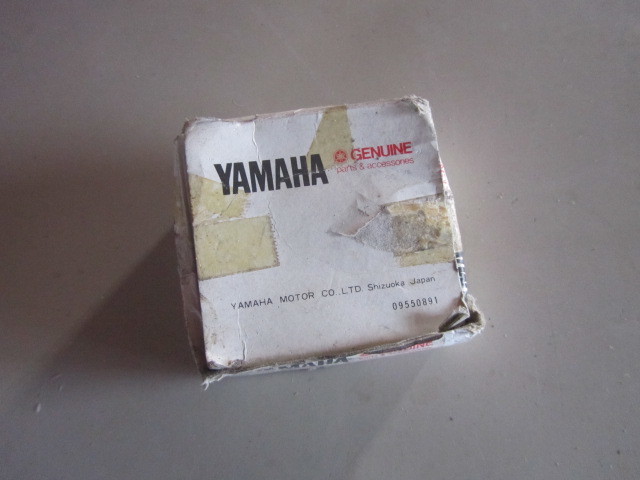 YAMAHA
GENUINE
parts & accessories
YAMAHA MOTOR CO.,LTD Shizuoka Japan
09550891